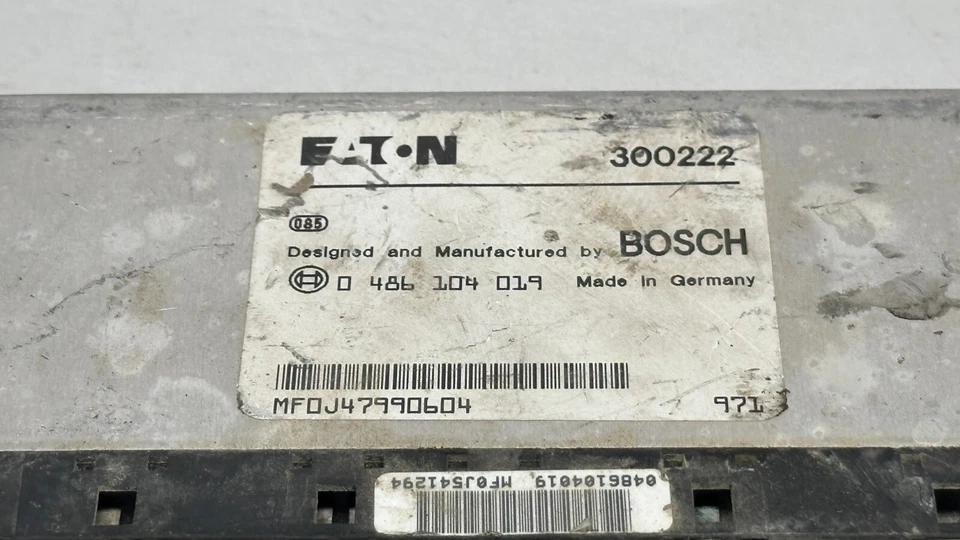 EATON 300222
085
Designed and Manufactured by BOSCH
0 486 104 019 Made in Germany
MF0J47990604 971
0486104019 MF0J541294